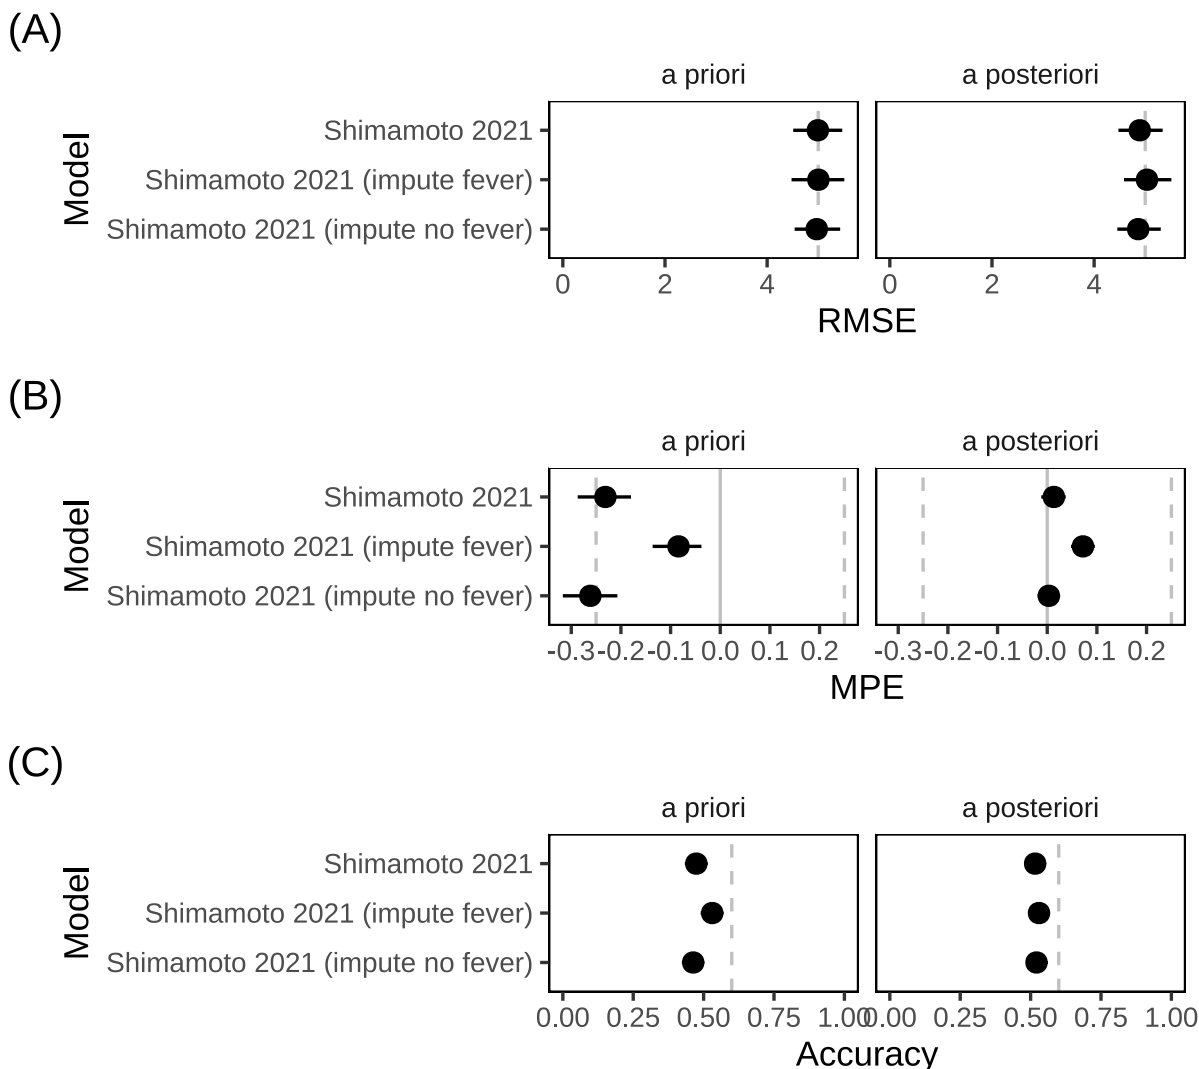 (A)
a priori
a posteriori
Model
Shimamoto 2021
Shimamoto 2021 (impute fever)
Shimamoto 2021 (impute no fever)
0 2 4
0 2 4
RMSE
(B)
a priori
a posteriori
Model
Shimamoto 2021
Shimamoto 2021 (impute fever)
Shimamoto 2021 (impute no fever)
-0.3 -0.2 -0.1 0.0 0.1 0.2
-0.3 -0.2 -0.1 0.0 0.1 0.2
MPE
(C)
a priori
a posteriori
Model
Shimamoto 2021
Shimamoto 2021 (impute fever)
Shimamoto 2021 (impute no fever)
0.00 0.25 0.50 0.75 1.00
0.00 0.25 0.50 0.75 1.00
Accuracy